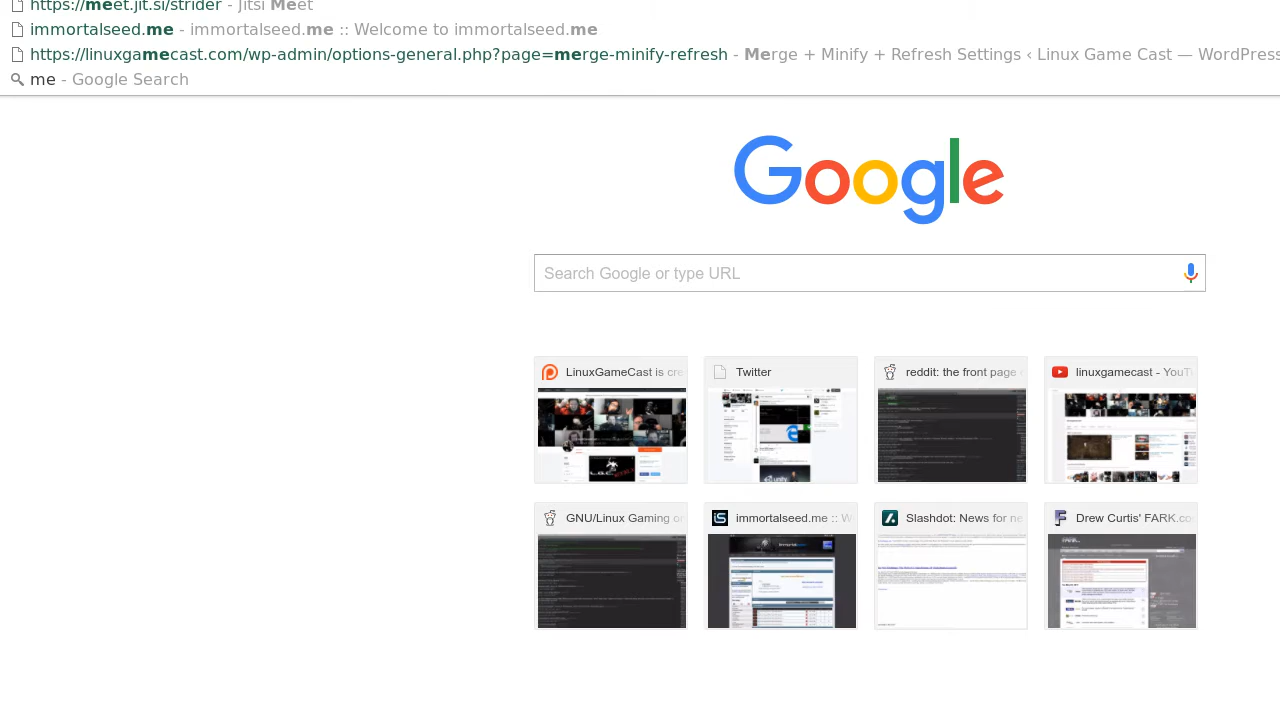 https://meet.jit.si/strider - Jitsi Meet
immortalseed.me - immortalseed.me :: Welcome to immortalseed.me
https://linuxgamecast.com/wp-admin/options-general.php?page=merge-minify-refresh - Merge + Minify + Refresh Settings ‹ Linux Game Cast — WordPress
me - Google Search
Google
Search Google or type URL
LinuxGameCast is cre
Twitter
reddit: the front page
linuxgamecast - YouT
GNU/Linux Gaming o
immortalseed.me :: W
Slashdot: News for ne
Drew Curtis' FARK.co